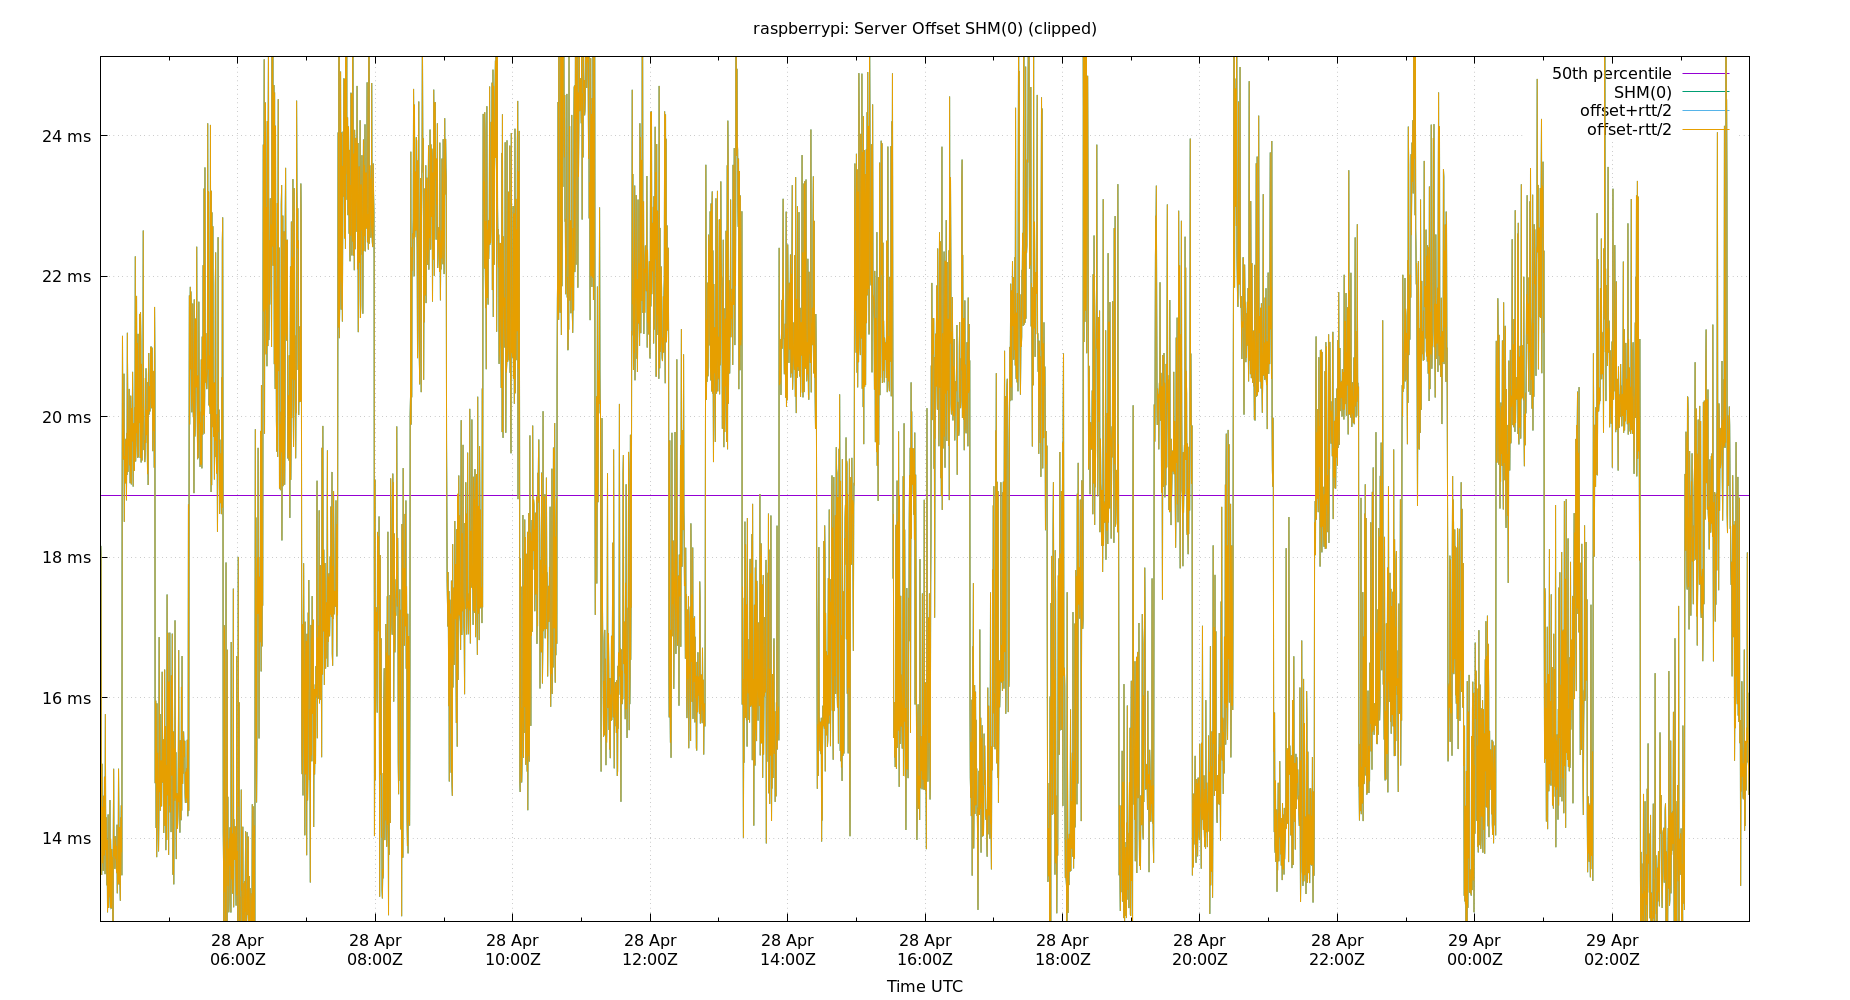 raspberrypi: Server Offset SHM(0) (clipped)
50th percentile
SHM(0)
offset+rtt/2
offset-rtt/2
24 ms
22 ms
20 ms
18 ms
16 ms
14 ms
28 Apr 28 Apr 28 Apr 28 Apr 28 Apr 28 Apr 28 Apr 28 Apr 28 Apr 29 Apr 29 Apr
06:00Z 08:00Z 10:00Z 12:00Z 14:00Z 16:00Z 18:00Z 20:00Z 22:00Z 00:00Z 02:00Z
Time UTC